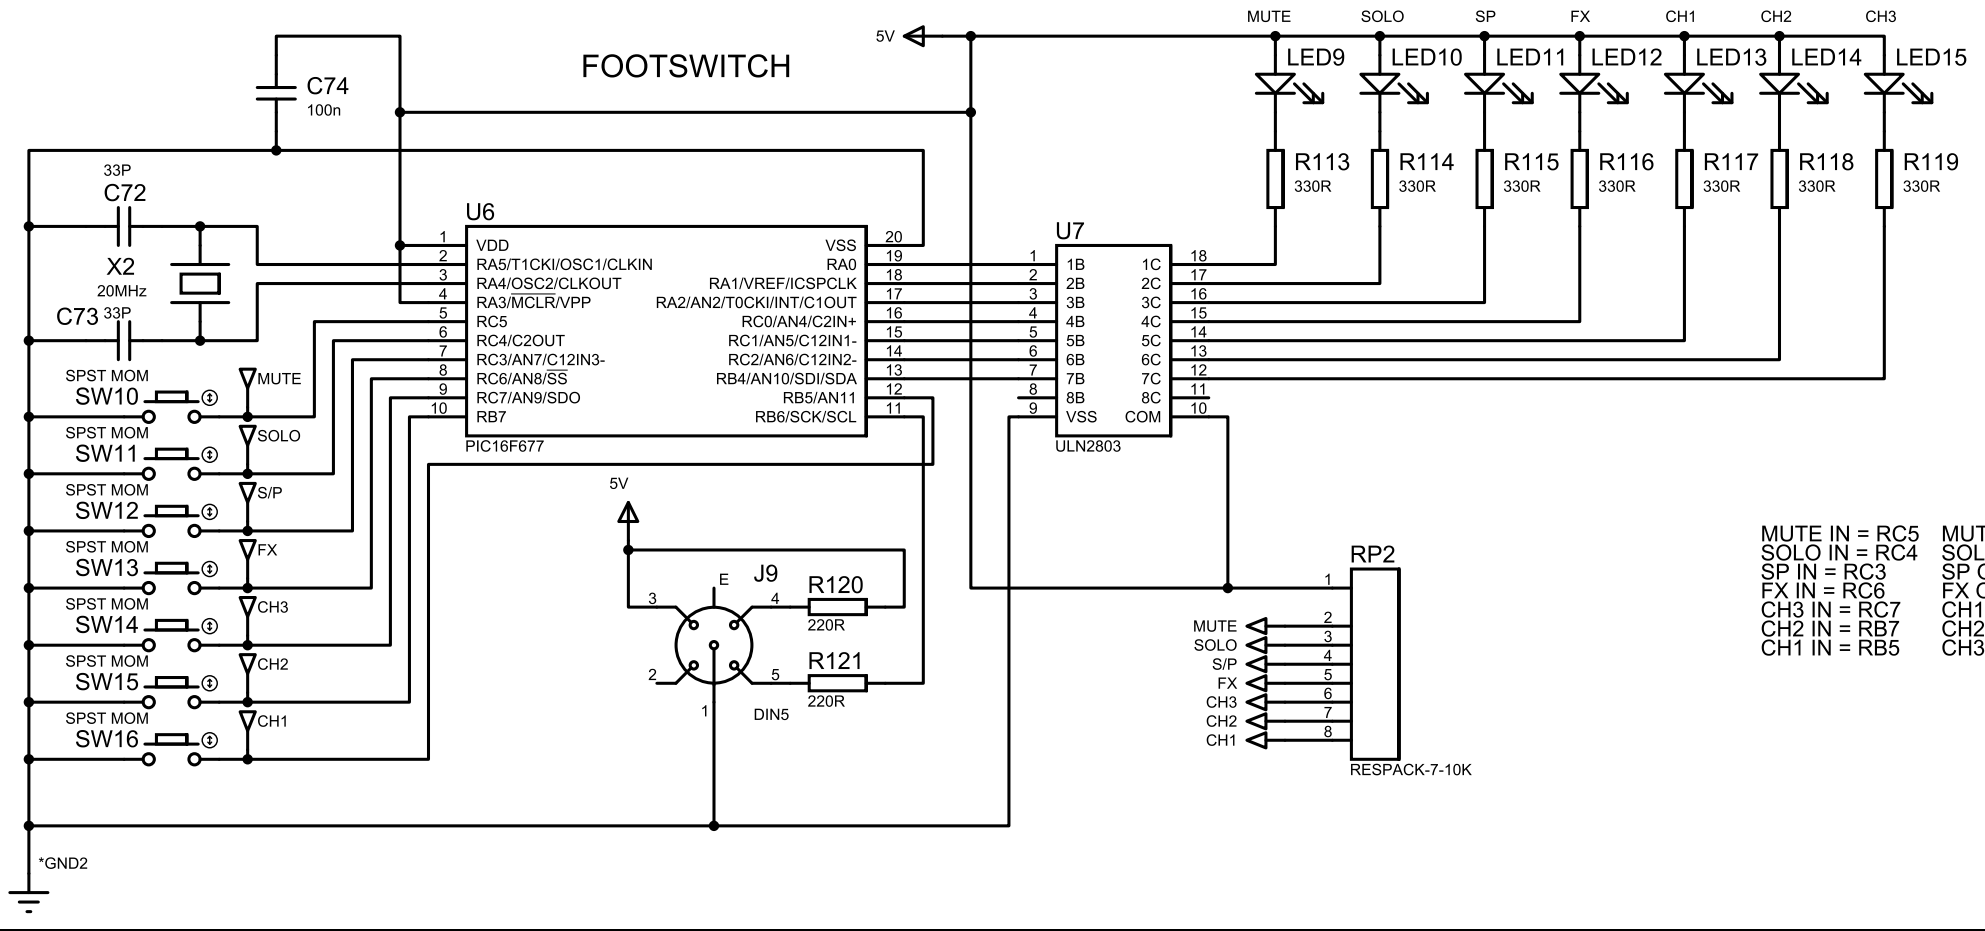 MUTE SOLO SP FX CH1 CH2 CH3
5V
FOOTSWITCH
LED9 LED10 LED11 LED12 LED13 LED14 LED15
C74
100n
R113 R114 R115 R116 R117 R118 R119
330R 330R 330R 330R 330R 330R 330R
33P
C72
X2
20MHz
C73 33P
U6
1 VDD
2 RA5/T1CKI/OSC1/CLKIN
3 RA4/OSC2/CLKOUT
4 RA3/MCLR/VPP
5 RC5
6 RC4/C2OUT
7 RC3/AN7/C12IN3-
8 RC6/AN8/SS
9 RC7/AN9/SDO
10 RB7
VSS 20
RA0 19
RA1/VREF/ICSPCLK 18
RA2/AN2/T0CKI/INT/C1OUT 17
RC0/AN4/C2IN+ 16
RC1/AN5/C12IN1- 15
RC2/AN6/C12IN2- 14
RB4/AN10/SDI/SDA 13
RB5/AN11 12
RB6/SCK/SCL 11
PIC16F677
U7
1 1B 1C 18
2 2B 2C 17
3 3B 3C 16
4 4B 4C 15
5 5B 5C 14
6 6B 6C 13
7 7B 7C 12
8 8B 8C 11
9 VSS COM 10
ULN2803
SPST MOM
SW10
MUTE
SPST MOM
SW11
SOLO
SPST MOM
SW12
S/P
SPST MOM
SW13
FX
SPST MOM
SW14
CH3
SPST MOM
SW15
CH2
SPST MOM
SW16
CH1
*GND2
5V
J9
E
3
4
2
5
1
DIN5
R120
220R
R121
220R
RP2
1
MUTE 2
SOLO 3
S/P 4
FX 5
CH3 6
CH2 7
CH1 8
RESPACK-7-10K
MUTE IN = RC5 MUT
SOLO IN = RC4 SOL
SP IN = RC3 SP
FX IN = RC6 FX
CH3 IN = RC7 CH1
CH2 IN = RB7 CH2
CH1 IN = RB5 CH3